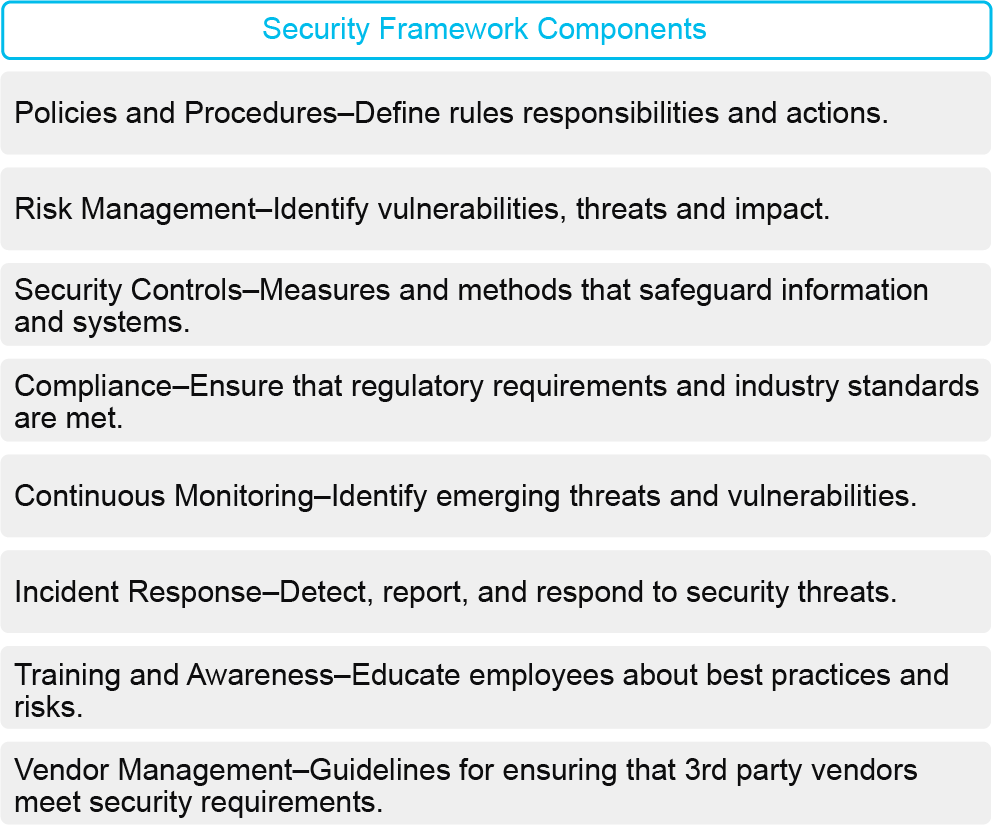 Security Framework Components
Policies and Procedures–Define rules responsibilities and actions.
Risk Management–Identify vulnerabilities, threats and impact.
Security Controls–Measures and methods that safeguard information
and systems.
Compliance–Ensure that regulatory requirements and industry standards
are met.
Continuous Monitoring–Identify emerging threats and vulnerabilities.
Incident Response–Detect, report, and respond to security threats.
Training and Awareness–Educate employees about best practices and
risks.
Vendor Management–Guidelines for ensuring that 3rd party vendors
meet security requirements.